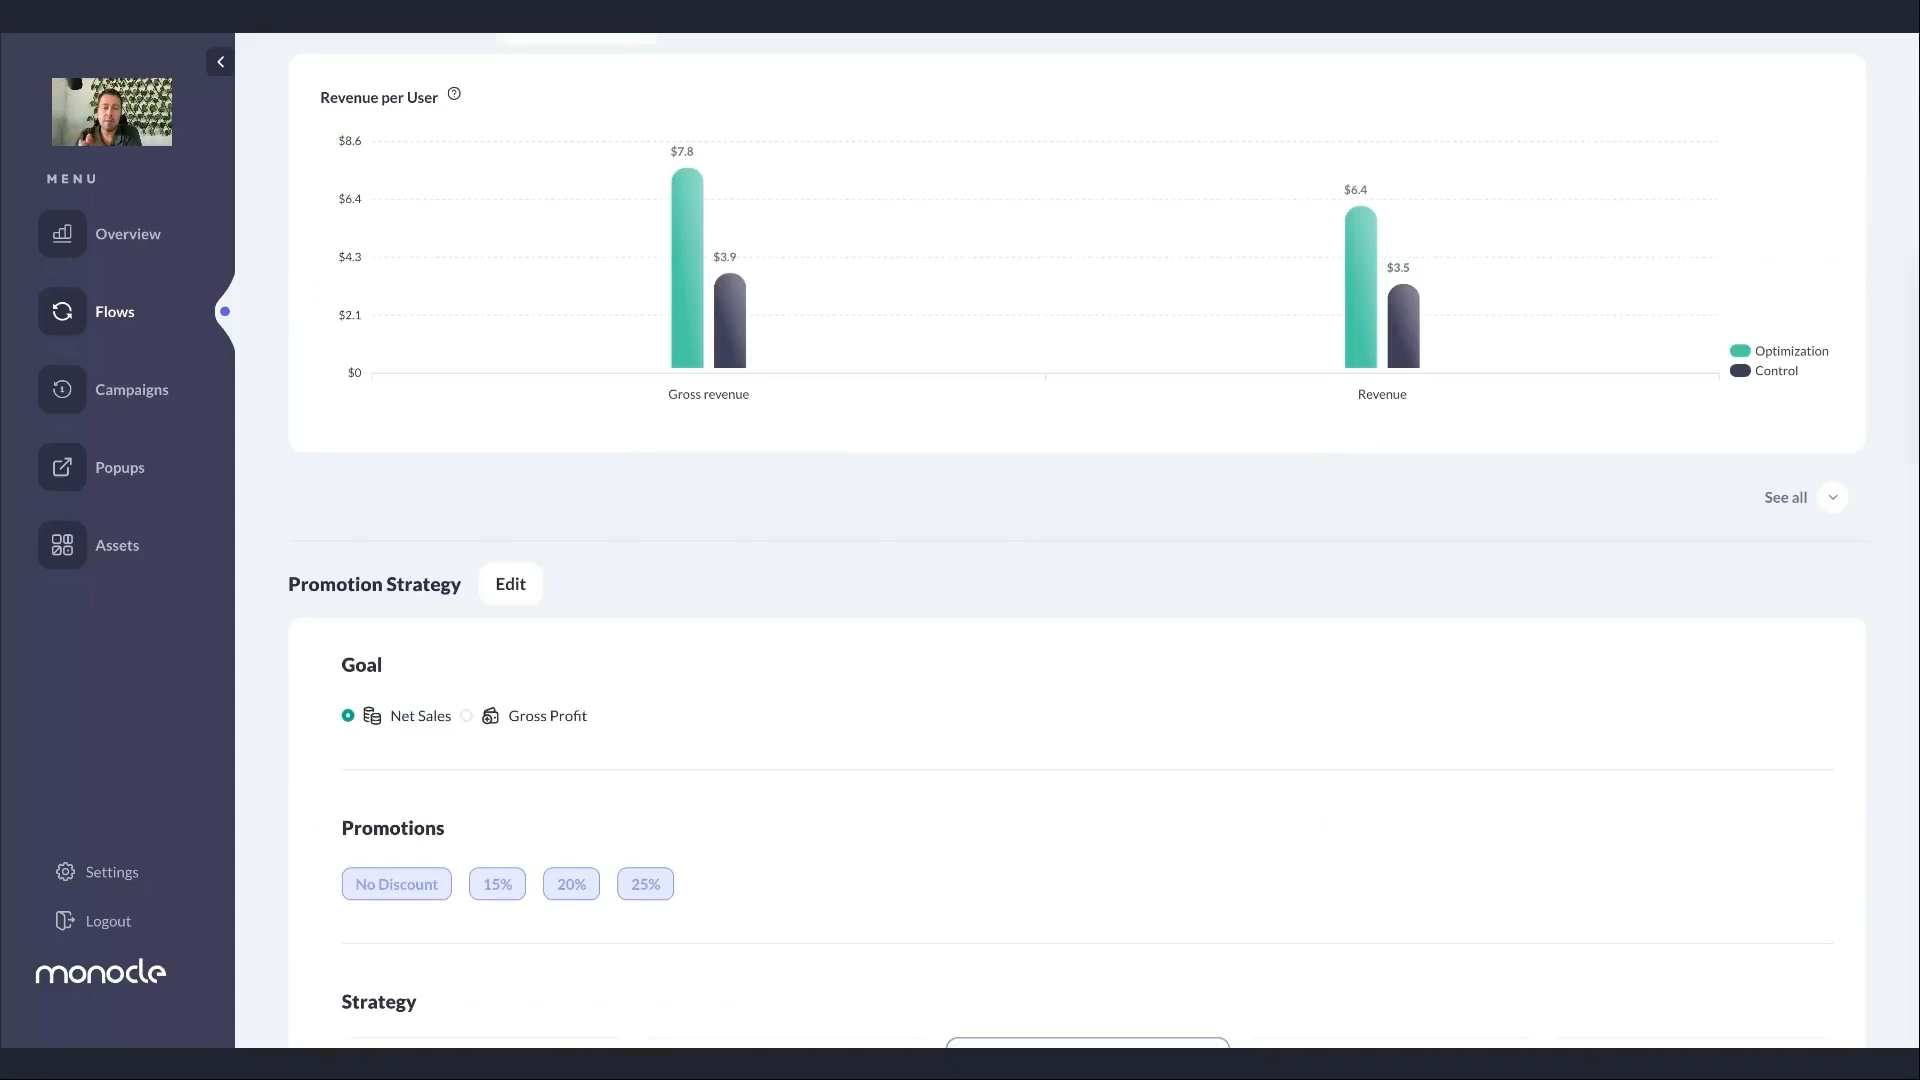 MENU
Overview
Flows
Campaigns
Popups
Assets
Settings
Logout
monocle
Revenue per User
$8.6
$6.4
$4.3
$2.1
$0
$7.8
$3.9
$6.4
$3.5
Gross revenue
Revenue
Optimization
Control
See all
Promotion Strategy
Edit
Goal
Net Sales
Gross Profit
Promotions
No Discount
15%
20%
25%
Strategy